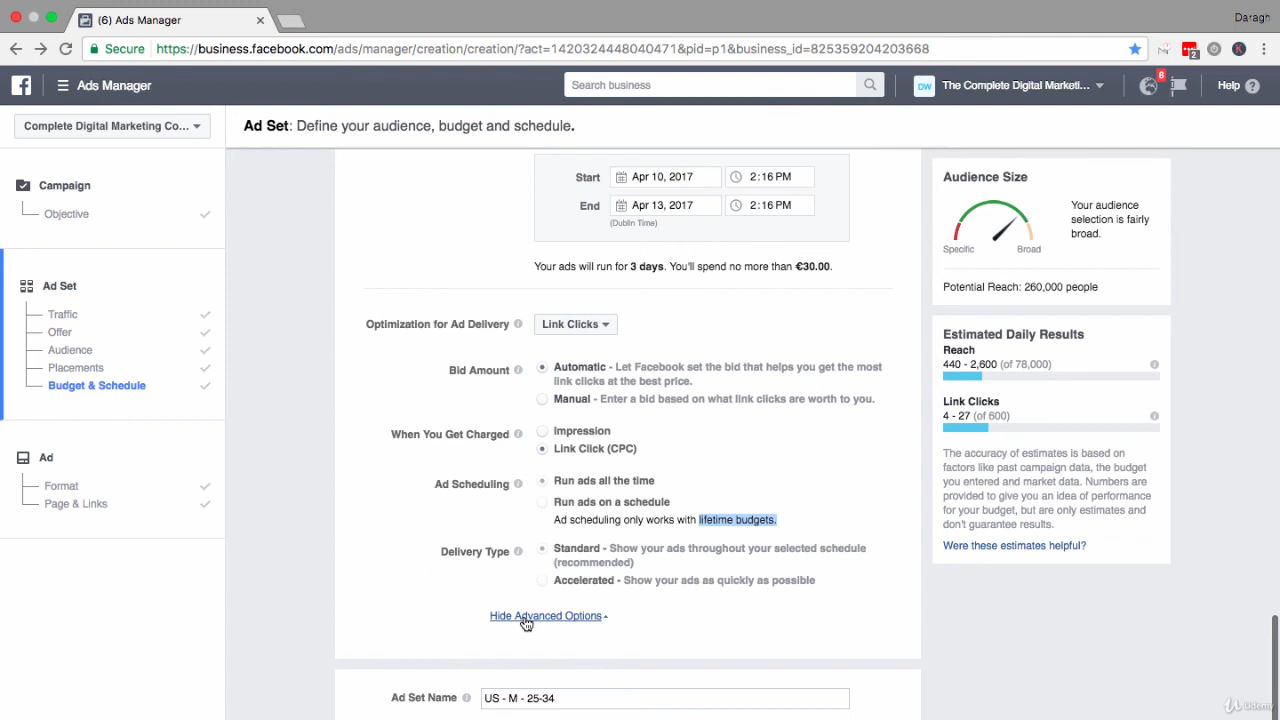 (6) Ads Manager
Daragh
Secure
https://business.facebook.com/ads/manager/creation/creation/?act=1420324448040471&pid=p1&business_id=825359204203668
2
Ads Manager
Search business
DW
The Complete Digital Marketi...
6
Help
Complete Digital Marketing Co...
Ad Set: Define your audience, budget and schedule.
Campaign
Objective
Ad Set
Traffic
Offer
Audience
Placements
Budget & Schedule
Ad
Format
Page & Links
Start
Apr 10, 2017
2:16 PM
End
Apr 13, 2017
2:16 PM
(Dublin Time)
Your ads will run for 3 days. You'll spend no more than €30.00.
Optimization for Ad Delivery
Link Clicks
Bid Amount
Automatic - Let Facebook set the bid that helps you get the most
link clicks at the best price.
Manual - Enter a bid based on what link clicks are worth to you.
When You Get Charged
Impression
Link Click (CPC)
Ad Scheduling
Run ads all the time
Run ads on a schedule
Ad scheduling only works with lifetime budgets.
Delivery Type
Standard - Show your ads throughout your selected schedule
(recommended)
Accelerated - Show your ads as quickly as possible
Hide Advanced Options
Ad Set Name
US - M - 25-34
Audience Size
Your audience
selection is fairly
broad.
Specific
Broad
Potential Reach: 260,000 people
Estimated Daily Results
Reach
440 - 2,600 (of 78,000)
Link Clicks
4 - 27 (of 600)
The accuracy of estimates is based on
factors like past campaign data, the budget
you entered and market data. Numbers are
provided to give you an idea of performance
for your budget, but are only estimates and
don't guarantee results.
Were these estimates helpful?
Udemy